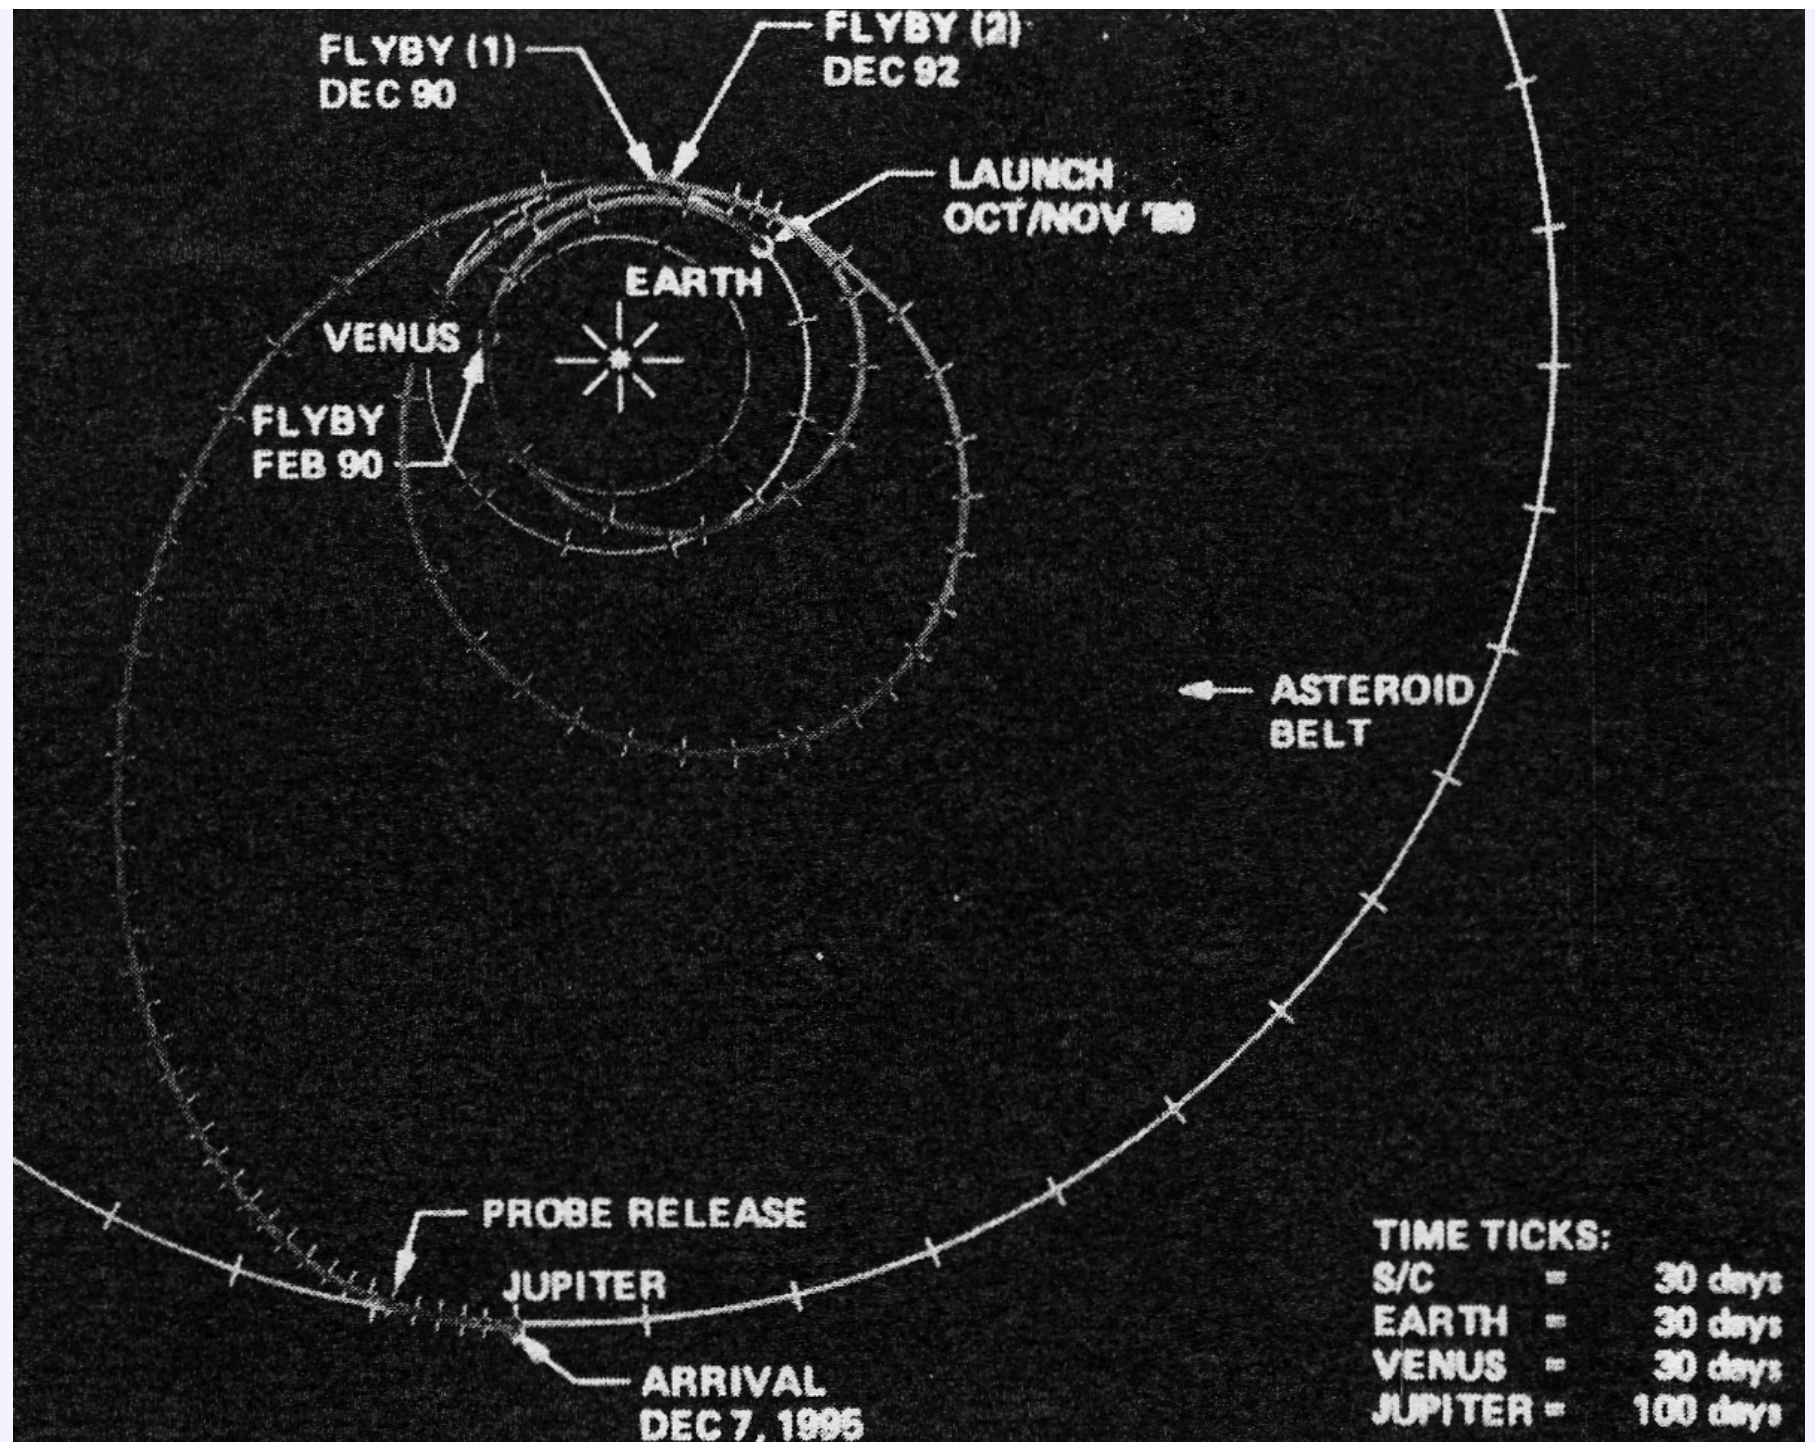 FLYBY (1)
DEC 90
FLYBY (2)
DEC 92
LAUNCH
OCT/NOV '89
EARTH
VENUS
FLYBY
FEB 90
ASTEROID
BELT
PROBE RELEASE
JUPITER
ARRIVAL
DEC 7, 1995
TIME TICKS:
S/C = 30 days
EARTH = 30 days
VENUS = 30 days
JUPITER = 100 days